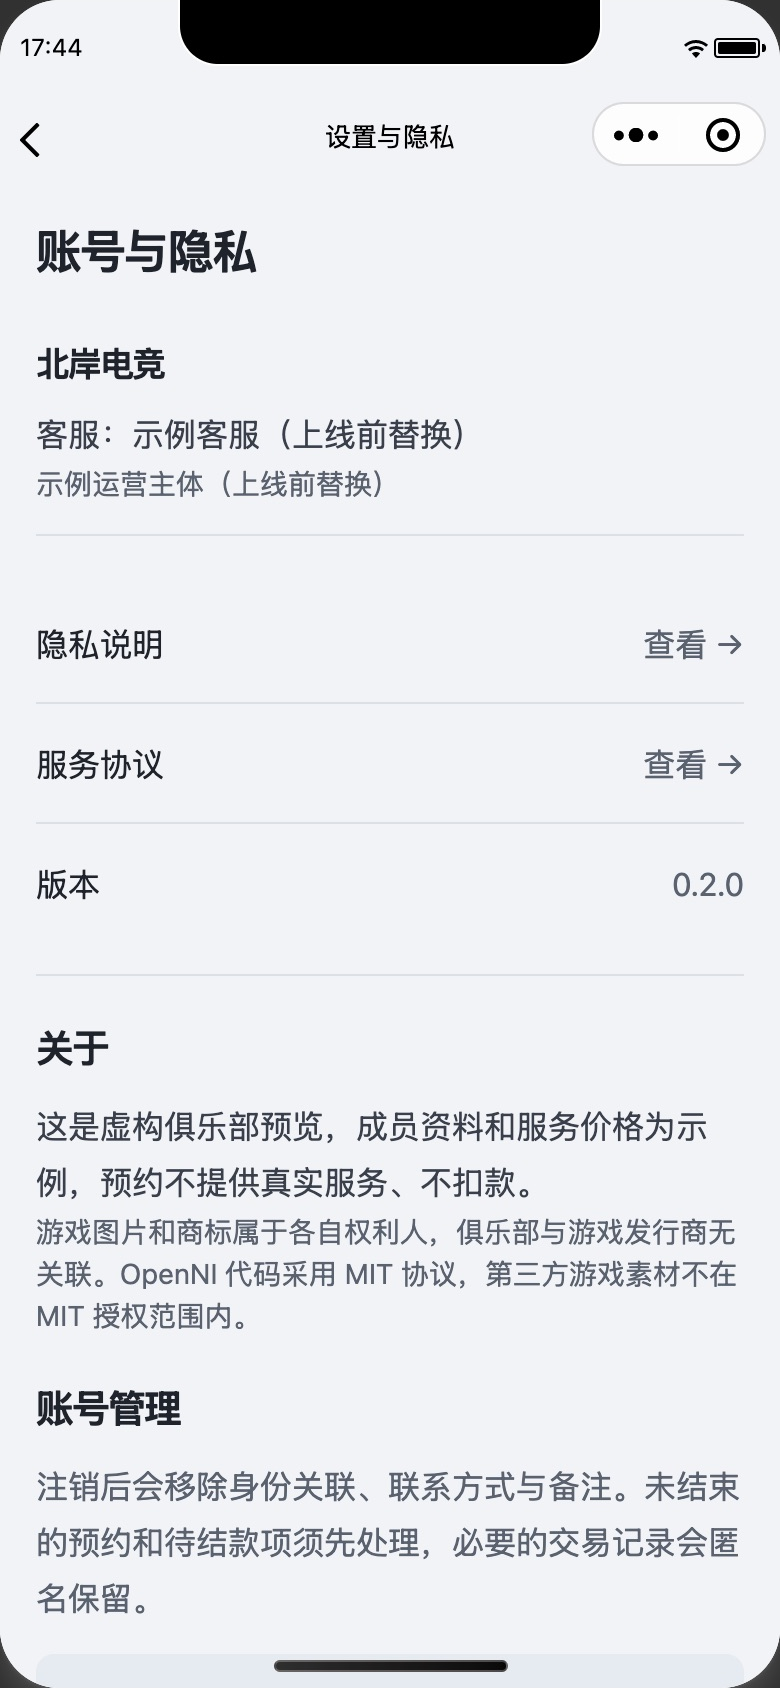 17:44
设置与隐私
账号与隐私
北岸电竞
客服：示例客服（上线前替换）
示例运营主体（上线前替换）
隐私说明 查看 →
服务协议 查看 →
版本 0.2.0
关于
这是虚构俱乐部预览，成员资料和服务价格为示
例，预约不提供真实服务、不扣款。
游戏图片和商标属于各自权利人，俱乐部与游戏发行商无
关联。OpenNI 代码采用 MIT 协议，第三方游戏素材不在
MIT 授权范围内。
账号管理
注销后会移除身份关联、联系方式与备注。未结束
的预约和待结款项须先处理，必要的交易记录会匿
名保留。